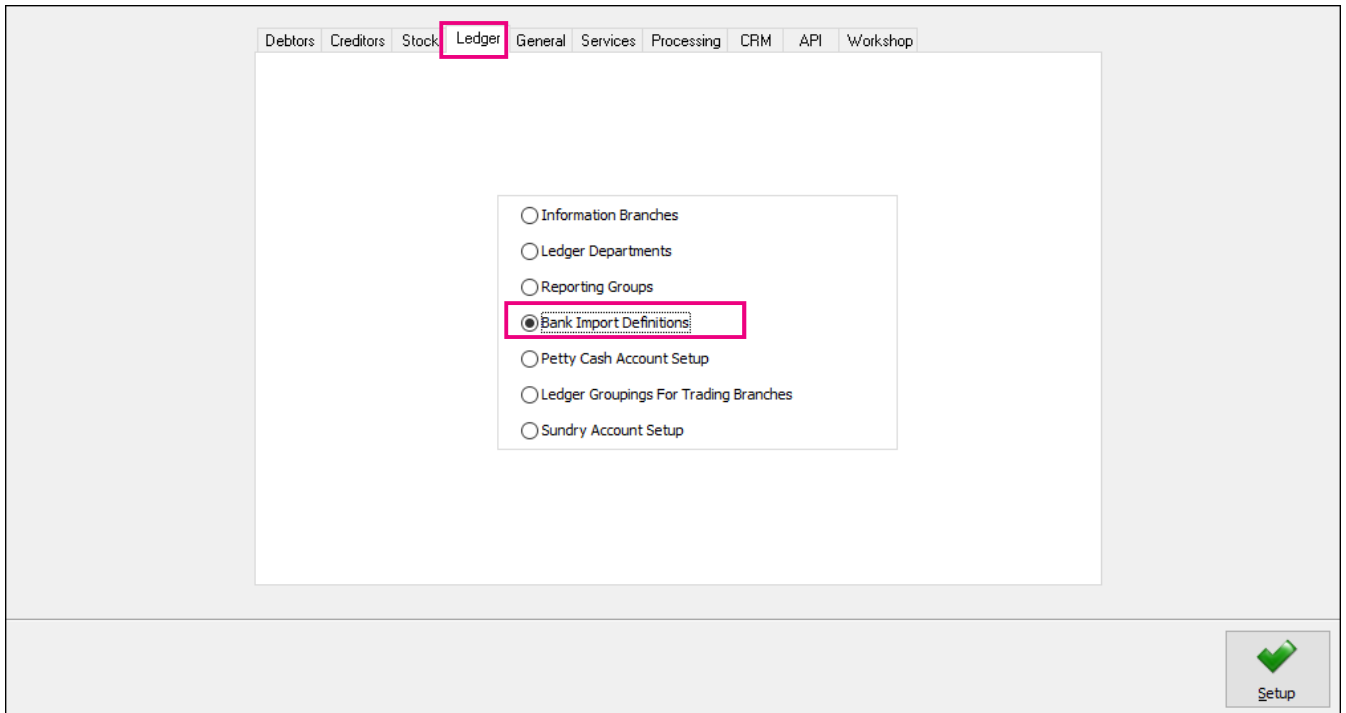 Debtors Creditors Stock Ledger General Services Processing CRM API Workshop
Information Branches
Ledger Departments
Reporting Groups
Bank Import Definitions
Petty Cash Account Setup
Ledger Groupings For Trading Branches
Sundry Account Setup
Setup